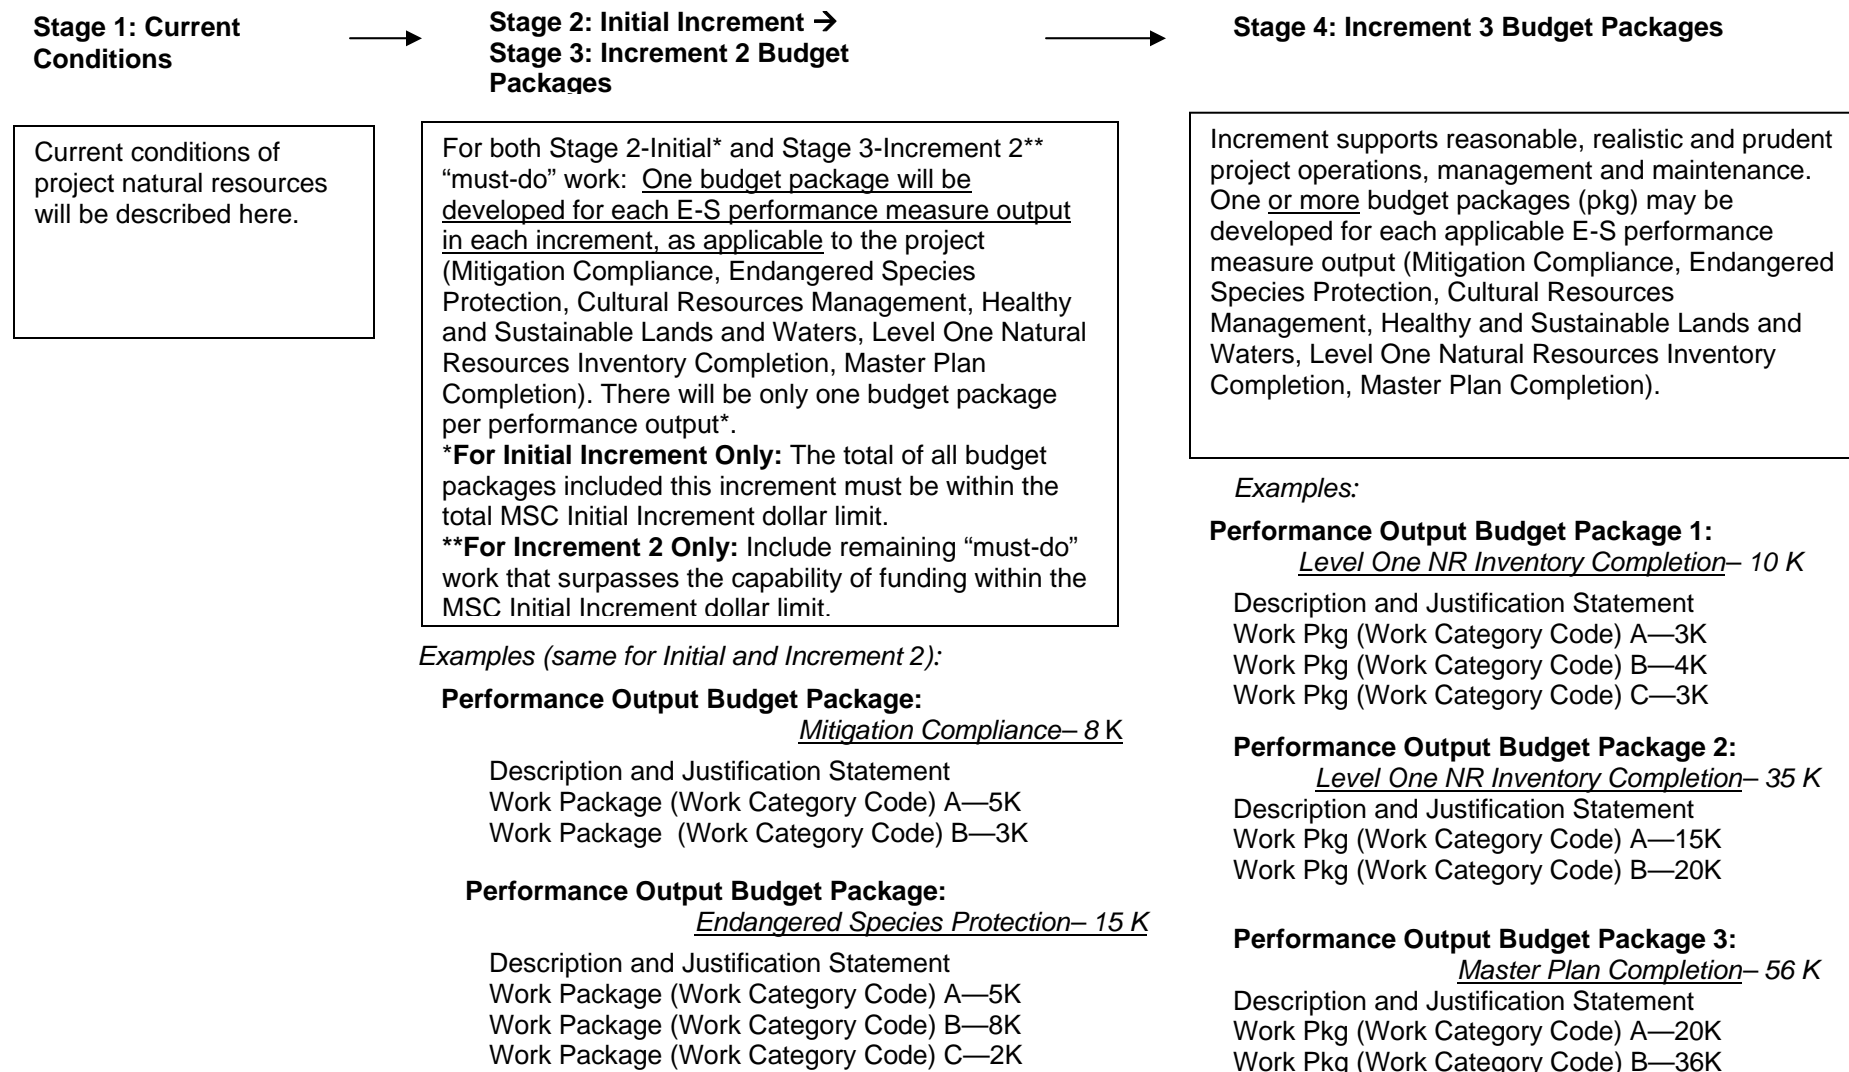 Stage 1: Current
Conditions
Stage 2: Initial Increment →
Stage 3: Increment 2 Budget
Packages
Stage 4: Increment 3 Budget Packages
Current conditions of
project natural resources
will be described here.
For both Stage 2-Initial* and Stage 3-Increment 2**
“must-do” work:  One budget package will be
developed for each E-S performance measure output
in each increment, as applicable to the project
(Mitigation Compliance, Endangered Species
Protection, Cultural Resources Management, Healthy
and Sustainable Lands and Waters, Level One Natural
Resources Inventory Completion, Master Plan
Completion). There will be only one budget package
per performance output*.
*For Initial Increment Only: The total of all budget
packages included this increment must be within the
total MSC Initial Increment dollar limit.
**For Increment 2 Only: Include remaining “must-do”
work that surpasses the capability of funding within the
MSC Initial Increment dollar limit.
Examples (same for Initial and Increment 2):
Performance Output Budget Package:
Mitigation Compliance– 8 K
Description and Justification Statement
Work Package (Work Category Code) A—5K
Work Package  (Work Category Code) B—3K
Performance Output Budget Package:
Endangered Species Protection– 15 K
Description and Justification Statement
Work Package (Work Category Code) A—5K
Work Package (Work Category Code) B—8K
Work Package (Work Category Code) C—2K
Increment supports reasonable, realistic and prudent
project operations, management and maintenance.
One or more budget packages (pkg) may be
developed for each applicable E-S performance
measure output (Mitigation Compliance, Endangered
Species Protection, Cultural Resources
Management, Healthy and Sustainable Lands and
Waters, Level One Natural Resources Inventory
Completion, Master Plan Completion).
Examples:
Performance Output Budget Package 1:
Level One NR Inventory Completion– 10 K
Description and Justification Statement
Work Pkg (Work Category Code) A—3K
Work Pkg (Work Category Code) B—4K
Work Pkg (Work Category Code) C—3K
Performance Output Budget Package 2:
Level One NR Inventory Completion– 35 K
Description and Justification Statement
Work Pkg (Work Category Code) A—15K
Work Pkg (Work Category Code) B—20K
Performance Output Budget Package 3:
Master Plan Completion– 56 K
Description and Justification Statement
Work Pkg (Work Category Code) A—20K
Work Pkg (Work Category Code) B—36K